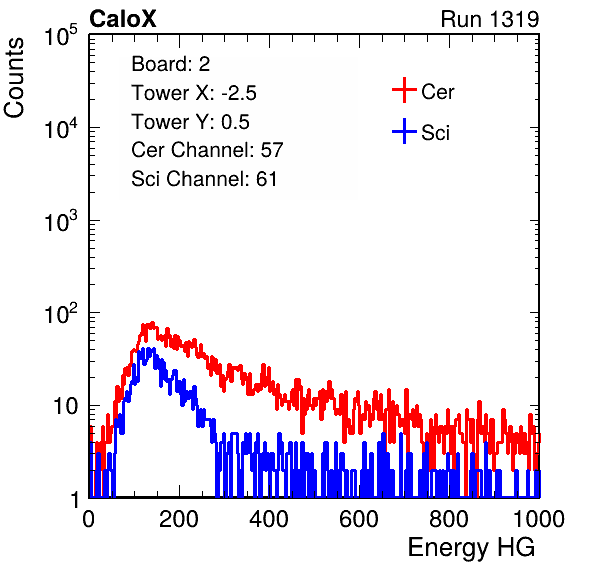 CaloX Run 1319
Counts
10^5
10^4
10^3
10^2
10
1
Board: 2
Tower X: -2.5
Tower Y: 0.5
Cer Channel: 57
Sci Channel: 61
Cer
Sci
0 200 400 600 800 1000
Energy HG